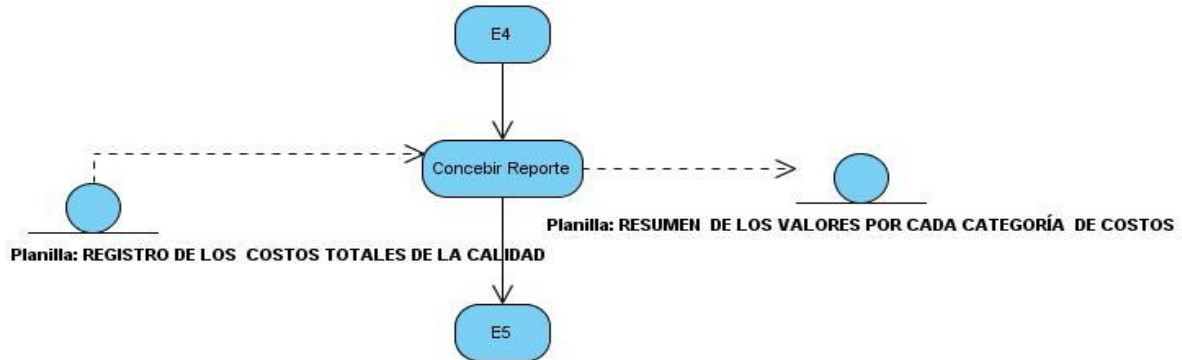 E4
Concebir Reporte
Planilla: RESUMEN DE LOS VALORES POR CADA CATEGORÍA DE COSTOS
Planilla: REGISTRO DE LOS COSTOS TOTALES DE LA CALIDAD
E5